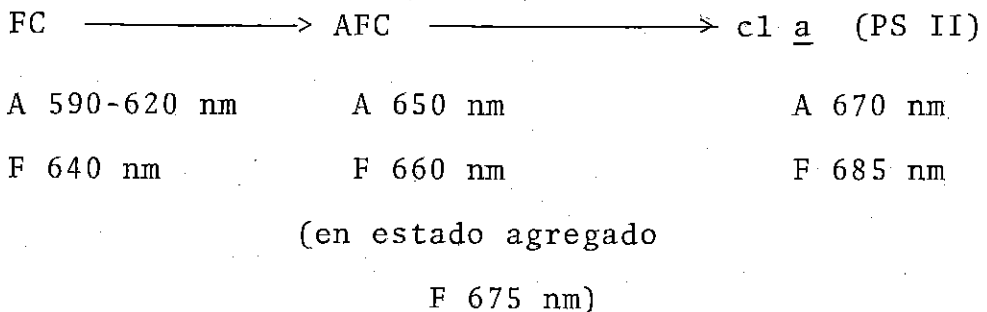 FC ———> AFC ———> cl a (PS II)
A 590-620 nm A 650 nm A 670 nm
F 640 nm F 660 nm F 685 nm
(en estado agregado
F 675 nm)